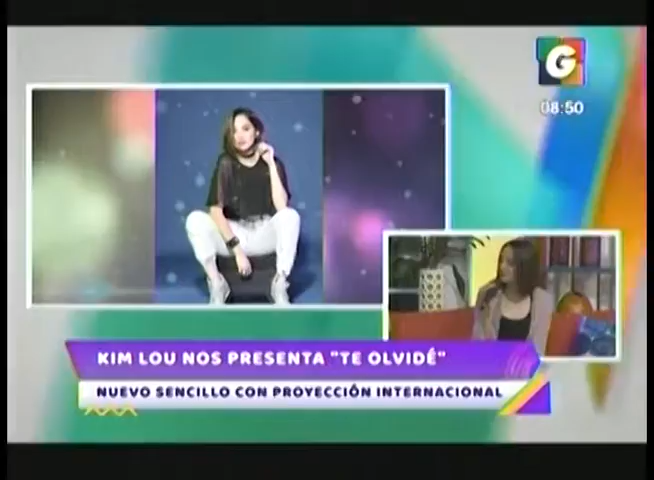 G
08:50
KIM LOU NOS PRESENTA "TE OLVIDÉ"
NUEVO SENCILLO CON PROYECCIÓN INTERNACIONAL